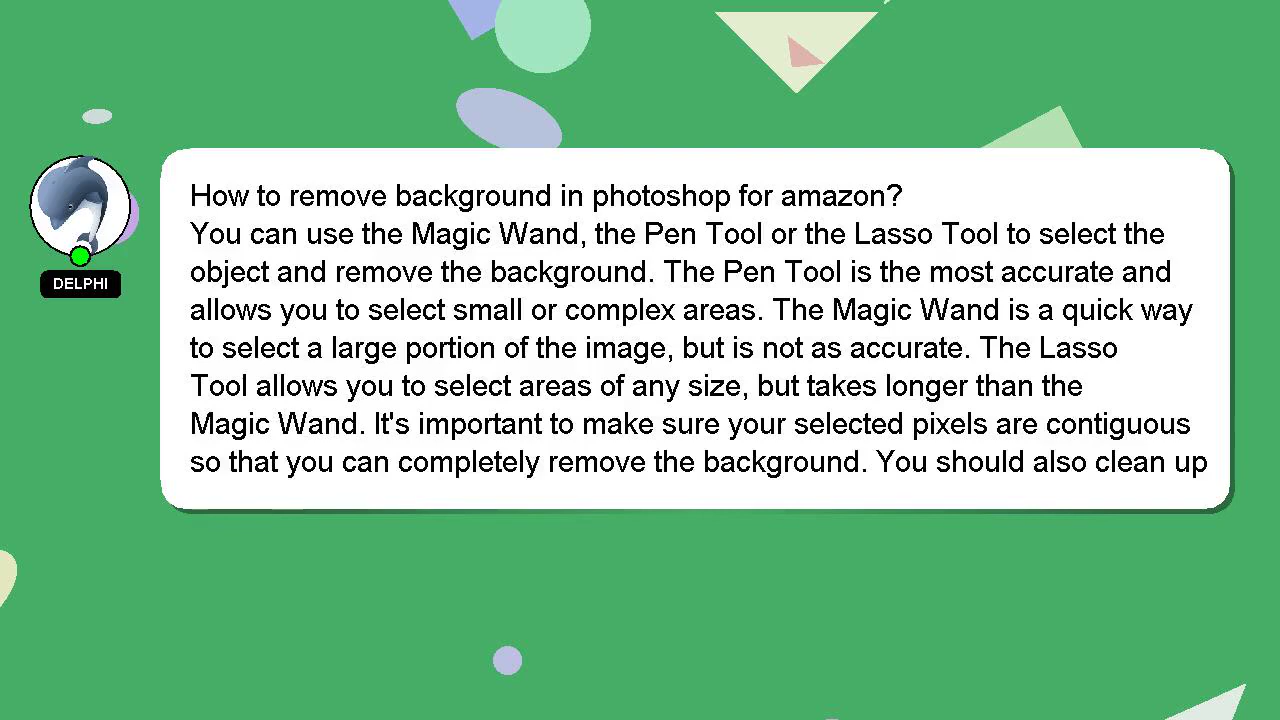 DELPHI
How to remove background in photoshop for amazon?
You can use the Magic Wand, the Pen Tool or the Lasso Tool to select the
object and remove the background. The Pen Tool is the most accurate and
allows you to select small or complex areas. The Magic Wand is a quick way
to select a large portion of the image, but is not as accurate. The Lasso
Tool allows you to select areas of any size, but takes longer than the
Magic Wand. It's important to make sure your selected pixels are contiguous
so that you can completely remove the background. You should also clean up